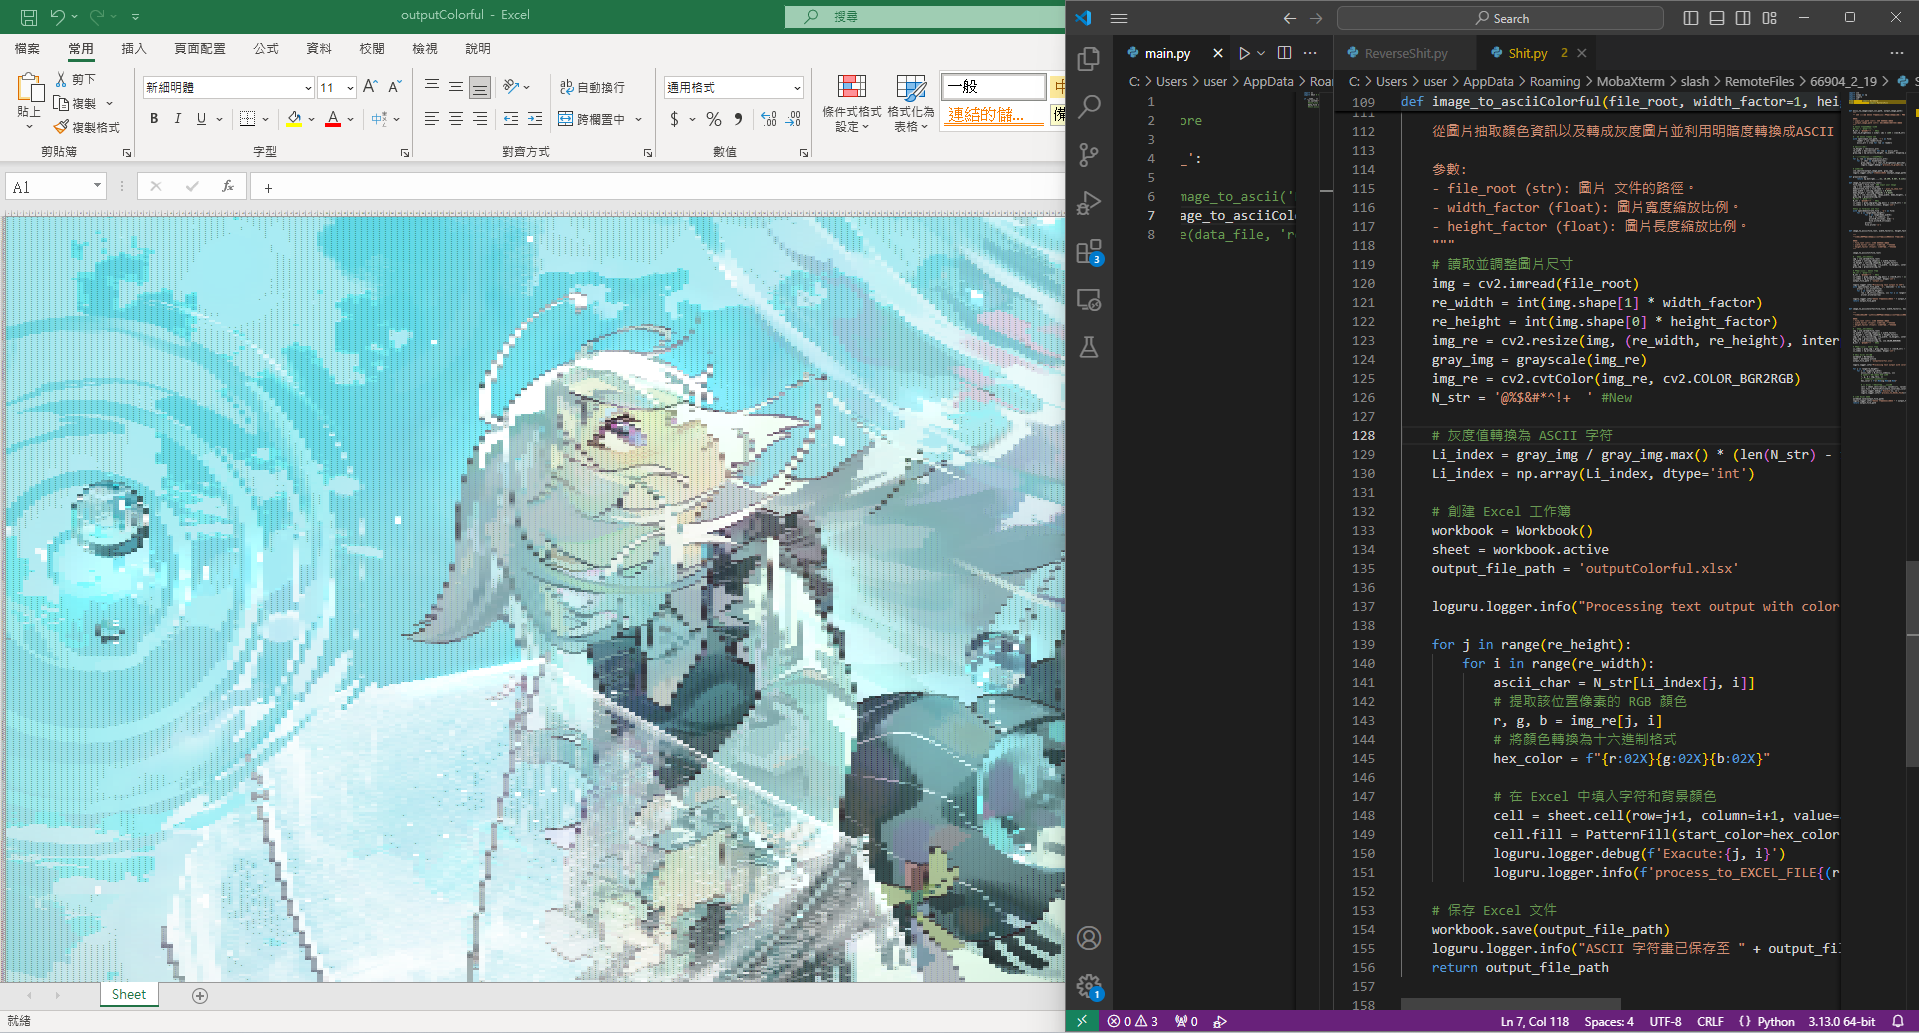 outputColorful - Excel
搜尋
檔案 常用 插入 頁面配置 公式 資料 校閱 檢視 說明
貼上
剪下
複製
複製格式
剪貼簿
新細明體 11
B I U A 中
字型
自動換行
跨欄置中
對齊方式
通用格式
$ % ,
數值
條件式格式設定
格式化為表格
一般
連結的儲...
中
備
A1 fx +
Sheet
就緒
Search
main.py
C: > Users > user > AppData > Roar
1
2 ore
3
4 _':
5
6 mage_to_ascii('
7 age_to_asciiColo
8 e(data_file, 'r
ReverseShit.py
Shit.py 2
C: > Users > user > AppData > Roaming > MobaXterm > slash > RemoteFiles > 66904_2_19 > S
109 def image_to_asciiColorful(file_root, width_factor=1, hei
111
112 從圖片抽取顏色資訊以及轉成灰度圖片並利用明暗度轉換成ASCII
113
114 參數:
115 - file_root (str): 圖片 文件的路徑。
116 - width_factor (float): 圖片寬度縮放比例。
117 - height_factor (float): 圖片長度縮放比例。
118 """
119 # 讀取並調整圖片尺寸
120 img = cv2.imread(file_root)
121 re_width = int(img.shape[1] * width_factor)
122 re_height = int(img.shape[0] * height_factor)
123 img_re = cv2.resize(img, (re_width, re_height), inter
124 gray_img = grayscale(img_re)
125 img_re = cv2.cvtColor(img_re, cv2.COLOR_BGR2RGB)
126 N_str = '@%$&#*^!+  ' #New
127
128 # 灰度值轉換為 ASCII 字符
129 Li_index = gray_img / gray_img.max() * (len(N_str) -
130 Li_index = np.array(Li_index, dtype='int')
131
132 # 創建 Excel 工作簿
133 workbook = Workbook()
134 sheet = workbook.active
135 output_file_path = 'outputColorful.xlsx'
136
137 loguru.logger.info("Processing text output with color
138
139 for j in range(re_height):
140 for i in range(re_width):
141 ascii_char = N_str[Li_index[j, i]]
142 # 提取該位置像素的 RGB 顏色
143 r, g, b = img_re[j, i]
144 # 將顏色轉換為十六進制格式
145 hex_color = f"{r:02X}{g:02X}{b:02X}"
146
147 # 在 Excel 中填入字符和背景顏色
148 cell = sheet.cell(row=j+1, column=i+1, value=
149 cell.fill = PatternFill(start_color=hex_color
150 loguru.logger.debug(f'Exacute:{j, i}')
151 loguru.logger.info(f'process_to_EXCEL_FILE{(r
152
153 # 保存 Excel 文件
154 workbook.save(output_file_path)
155 loguru.logger.info("ASCII 字符畫已保存至 " + output_fil
156 return output_file_path
157
158
3
1
0 3 0 Ln 7, Col 118 Spaces: 4 UTF-8 CRLF { } Python 3.13.0 64-bit